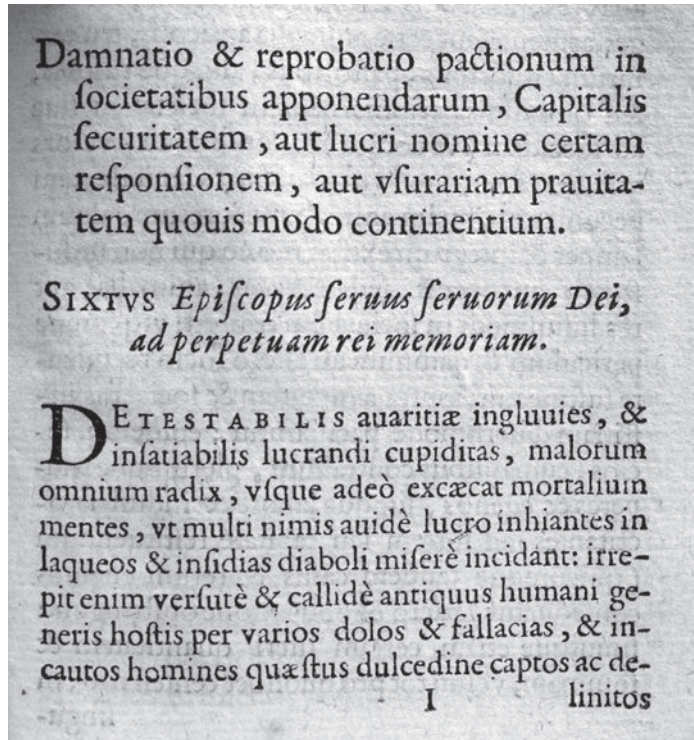 Damnatio & reprobatio pactionum in
ſocietatibus apponendarum, Capitalis
ſecuritatem, aut lucri nomine certam
reſponſionem, aut vſurariam prauita-
tem quouis modo continentium.
SIXTVS Epiſcopus ſeruus ſeruorum Dei,
ad perpetuam rei memoriam.
DETESTABILIS auaritiæ ingluuies, &
inſatiabilis lucrandi cupiditas, malorum
omnium radix, vſque adeò excæcat mortalium
mentes, vt multi nimis auidè lucro inhiantes in
laqueos & inſidias diaboli miſerè incidant: irre-
pit enim verſutè & callidè antiquus humani ge-
neris hoſtis per varios dolos & fallacias, & in-
cautos homines quæſtus dulcedine captos ac de-
I linitos